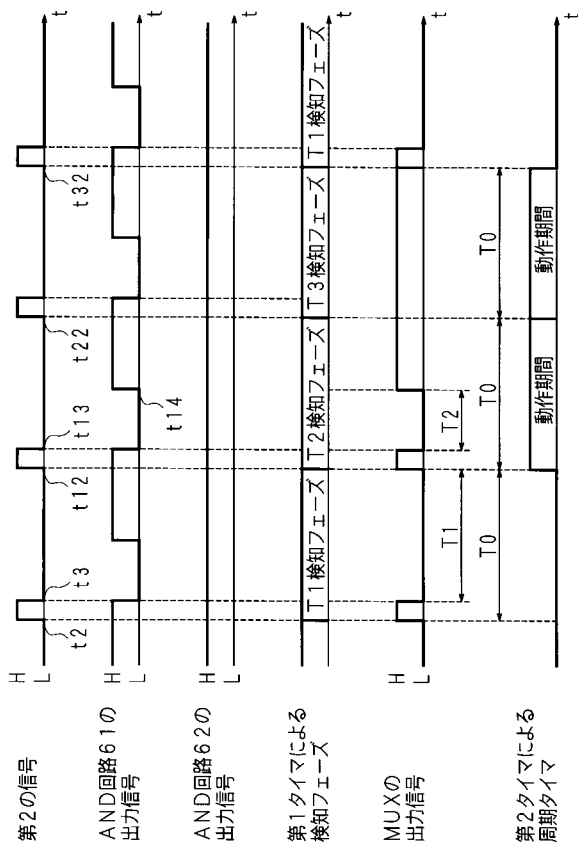 第2の信号
H
L
t2
t3
t12
t13
t22
t32
t
AND回路61の
出力信号
H
L
t14
t
AND回路62の
出力信号
H
L
t
第1タイマによる
検知フェーズ
T1検知フェーズ
T2検知フェーズ
T3検知フェーズ
T1検知フェーズ
t
MUXの
出力信号
H
L
T1
T2
t
T0
T0
T0
第2タイマによる
周期タイマ
動作期間
動作期間
t